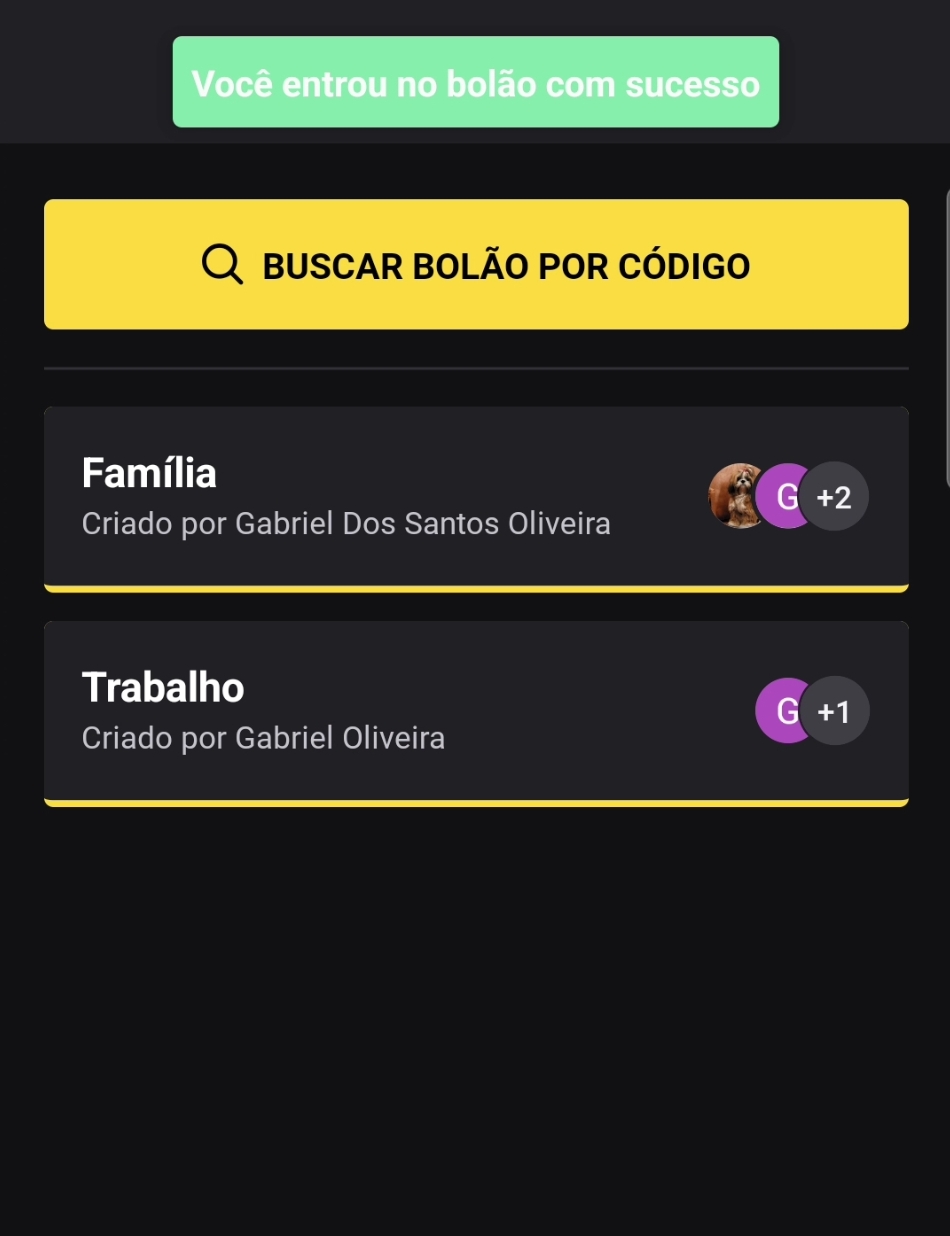 Você entrou no bolão com sucesso
BUSCAR BOLÃO POR CÓDIGO
Família
Criado por Gabriel Dos Santos Oliveira
G +2
Trabalho
Criado por Gabriel Oliveira
G +1